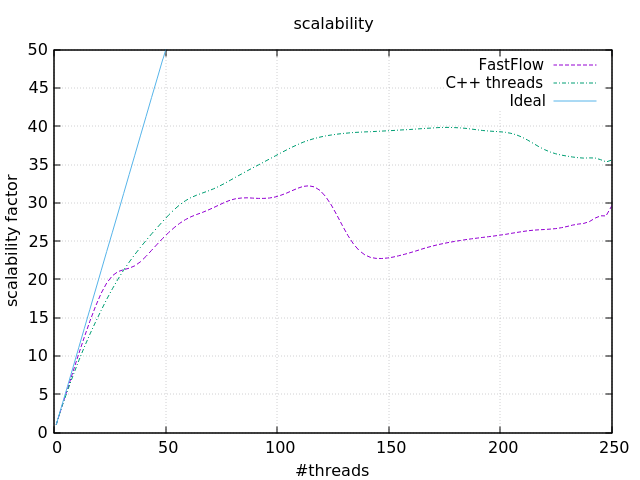 scalability
50
45
40
35
30
25
20
15
10
5
0
scalability factor
FastFlow
C++ threads
Ideal
0 50 100 150 200 250
#threads